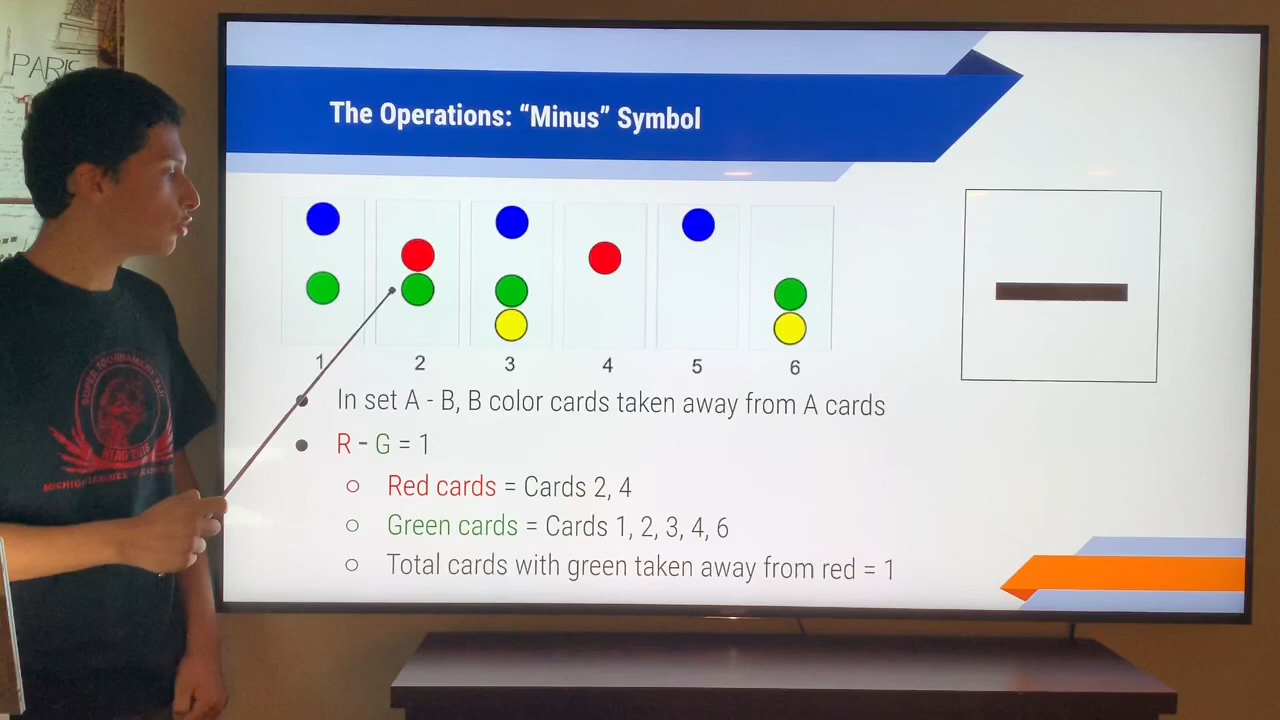 PARIS
The Operations: “Minus” Symbol
1 2 3 4 5 6
● In set A - B, B color cards taken away from A cards
● R - G = 1
○ Red cards = Cards 2, 4
○ Green cards = Cards 1, 2, 3, 4, 6
○ Total cards with green taken away from red = 1